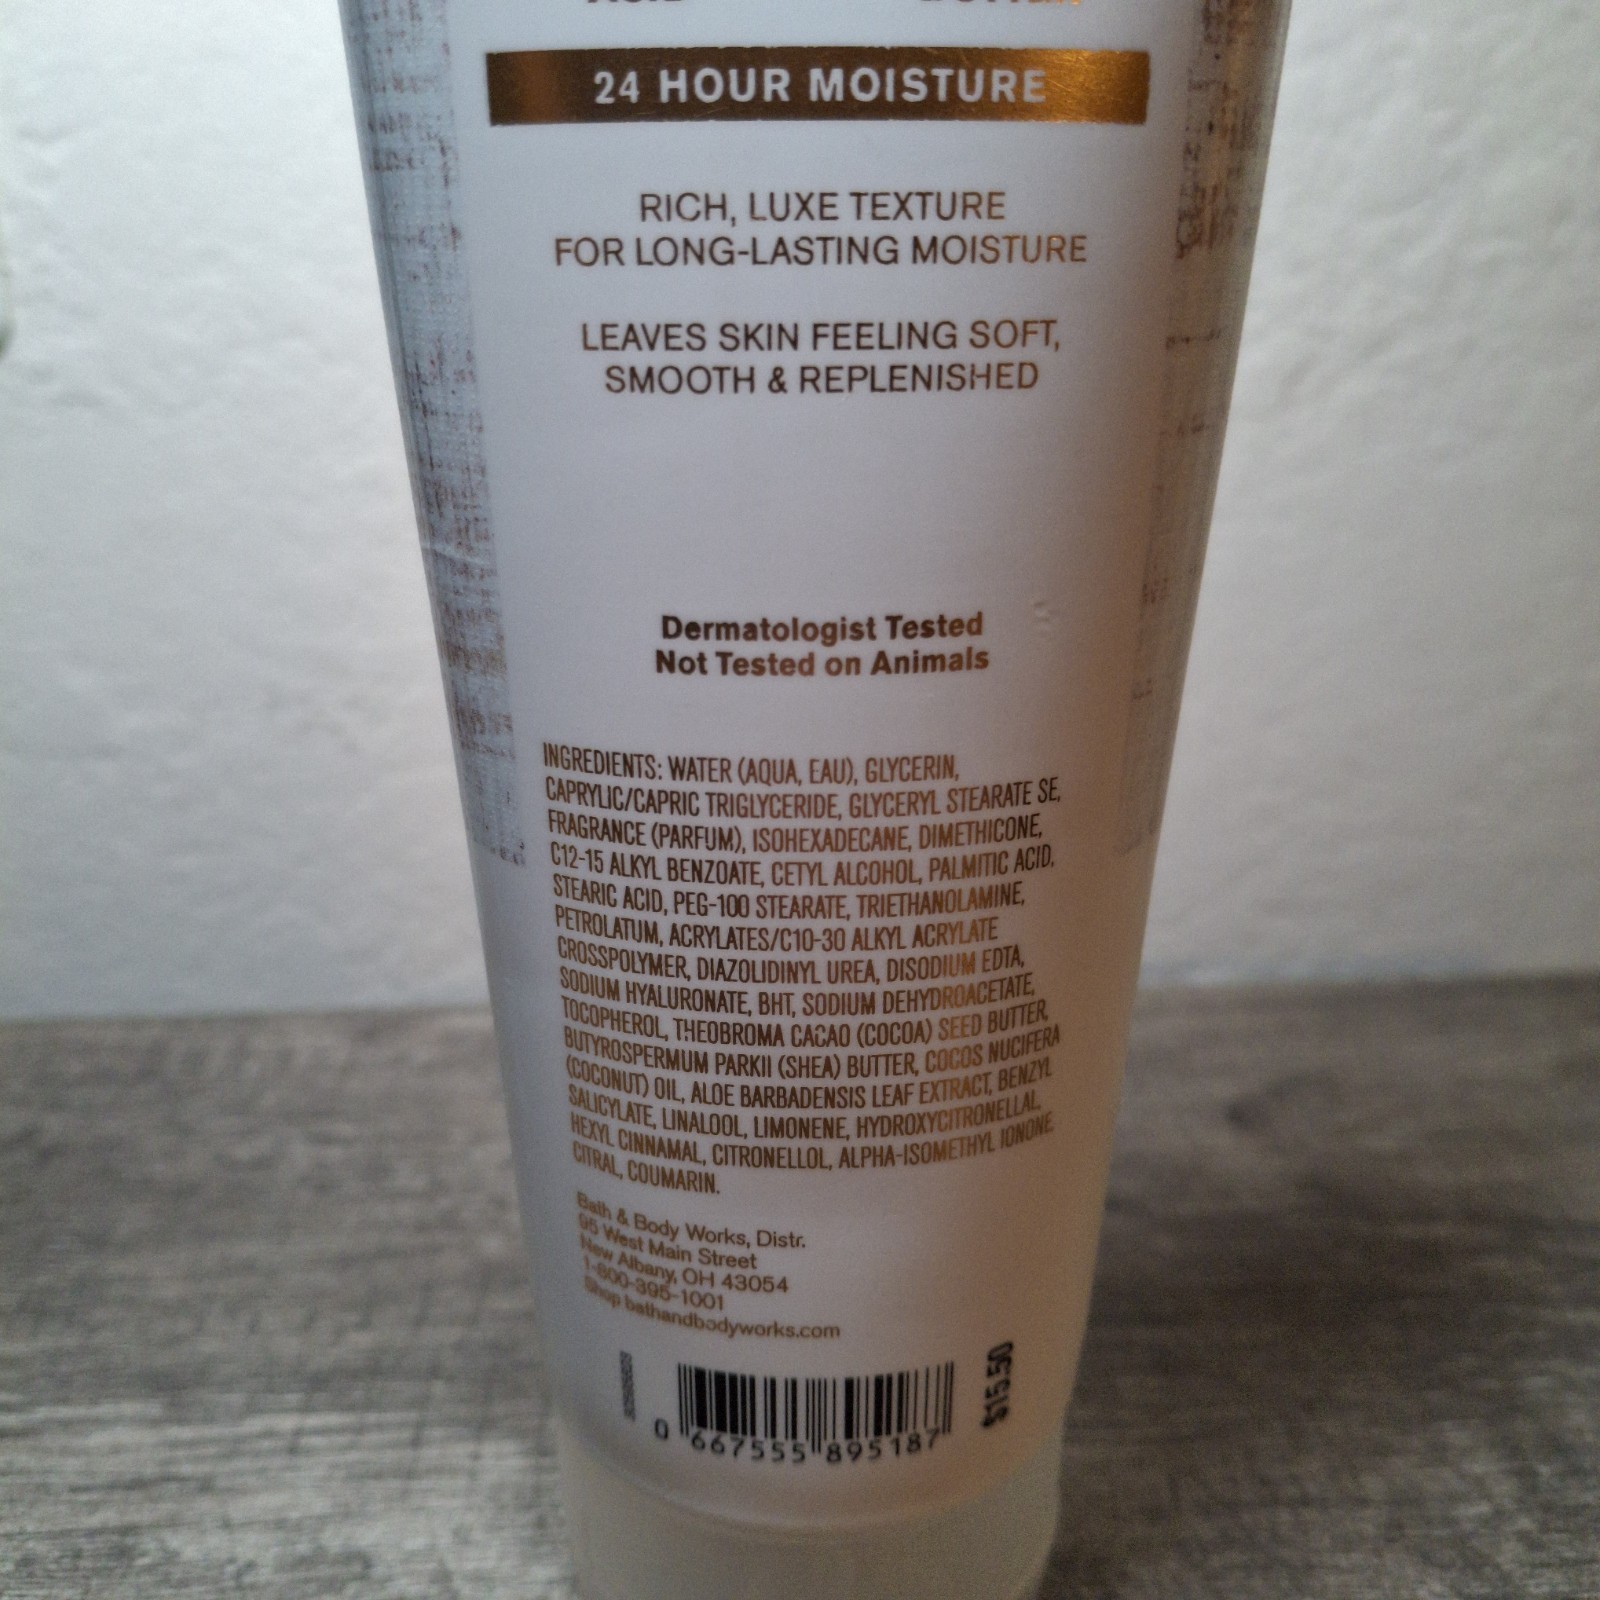 24 HOUR MOISTURE
RICH, LUXE TEXTURE
FOR LONG-LASTING MOISTURE
LEAVES SKIN FEELING SOFT,
SMOOTH & REPLENISHED
Dermatologist Tested
Not Tested on Animals
INGREDIENTS: WATER (AQUA, EAU), GLYCERIN,
CAPRYLIC/CAPRIC TRIGLYCERIDE, GLYCERYL STEARATE SE,
FRAGRANCE (PARFUM), ISOHEXADECANE, DIMETHICONE,
C12-15 ALKYL BENZOATE, CETYL ALCOHOL, PALMITIC ACID,
STEARIC ACID, PEG-100 STEARATE, TRIETHANOLAMINE,
PETROLATUM, ACRYLATES/C10-30 ALKYL ACRYLATE
CROSSPOLYMER, DIAZOLIDINYL UREA, DISODIUM EDTA,
SODIUM HYALURONATE, BHT, SODIUM DEHYDROACETATE,
TOCOPHEROL, THEOBROMA CACAO (COCOA) SEED BUTTER,
BUTYROSPERMUM PARKII (SHEA) BUTTER, COCOS NUCIFERA
(COCONUT) OIL, ALOE BARBADENSIS LEAF EXTRACT, BENZYL
SALICYLATE, LINALOOL, LIMONENE, HYDROXYCITRONELLAL,
HEXYL CINNAMAL, CITRONELLOL, ALPHA-ISOMETHYL IONONE,
CITRAL, COUMARIN.
Bath & Body Works, Distr.
95 West Main Street
New Albany, OH 43054
1-800-395-1001
Shop bathandbodyworks.com
$15.50
0 667555 895187